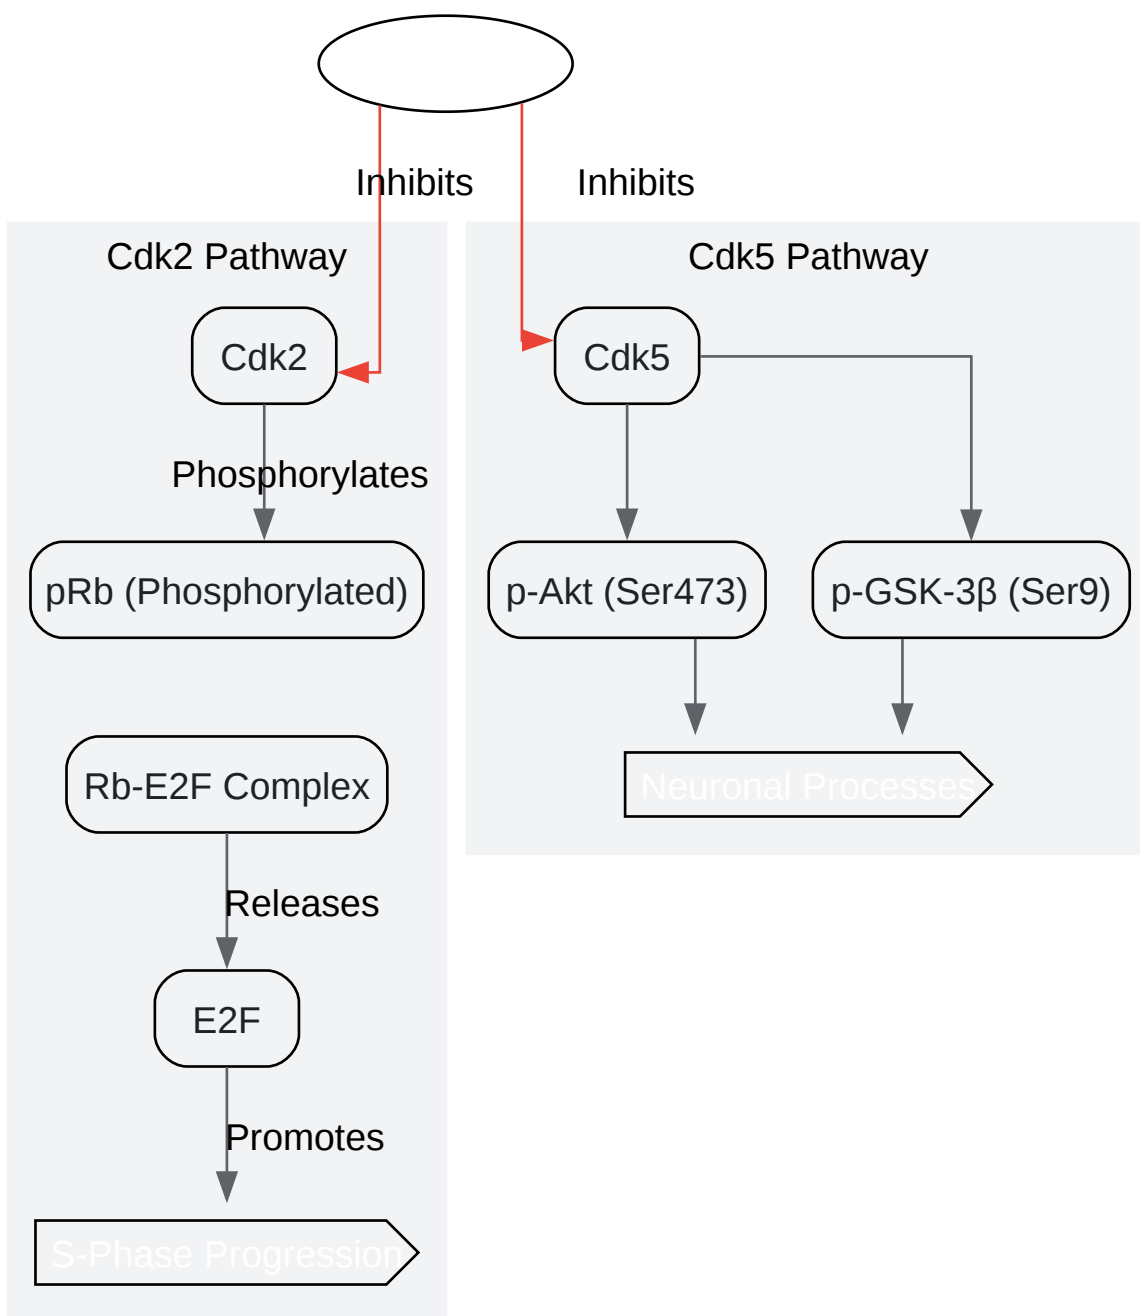 Inhibits
Inhibits
Cdk2 Pathway
Cdk5 Pathway
Cdk2
Cdk5
Phosphorylates
pRb (Phosphorylated)
p-Akt (Ser473)
p-GSK-3β (Ser9)
Rb-E2F Complex
Neuronal Processes
Releases
E2F
Promotes
S-Phase Progression